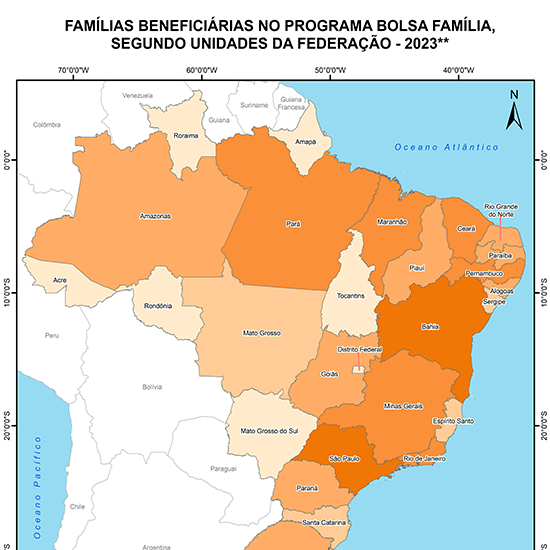 FAMÍLIAS BENEFICIÁRIAS NO PROGRAMA BOLSA FAMÍLIA,
SEGUNDO UNIDADES DA FEDERAÇÃO - 2023**
70°0'0"O
60°0'0"O
50°0'0"O
40°0'0"O
N
Venezuela
Suriname
Guiana
Francesa
Guiana
Colômbia
Roraima
Amapá
Oceano Atlântico
0°0'0"
0°0'0"
Amazonas
Pará
Maranhão
Ceará
Rio Grande
do Norte
Paraíba
Piauí
Pernambuco
Alogoas
Sergipe
Acre
Rondônia
Tocantins
10°0'0"S
10°0'0"S
Bahia
Mato Grosso
Peru
Distrito Federal
Goiás
Bolívia
Minas Gerais
Espírito Santo
20°0'0"S
20°0'0"S
Mato Grosso do Sul
São Paulo
Rio de Janeiro
Paraguai
Oceano Pacífico
Paraná
Chile
Santa Catarina
Argentina